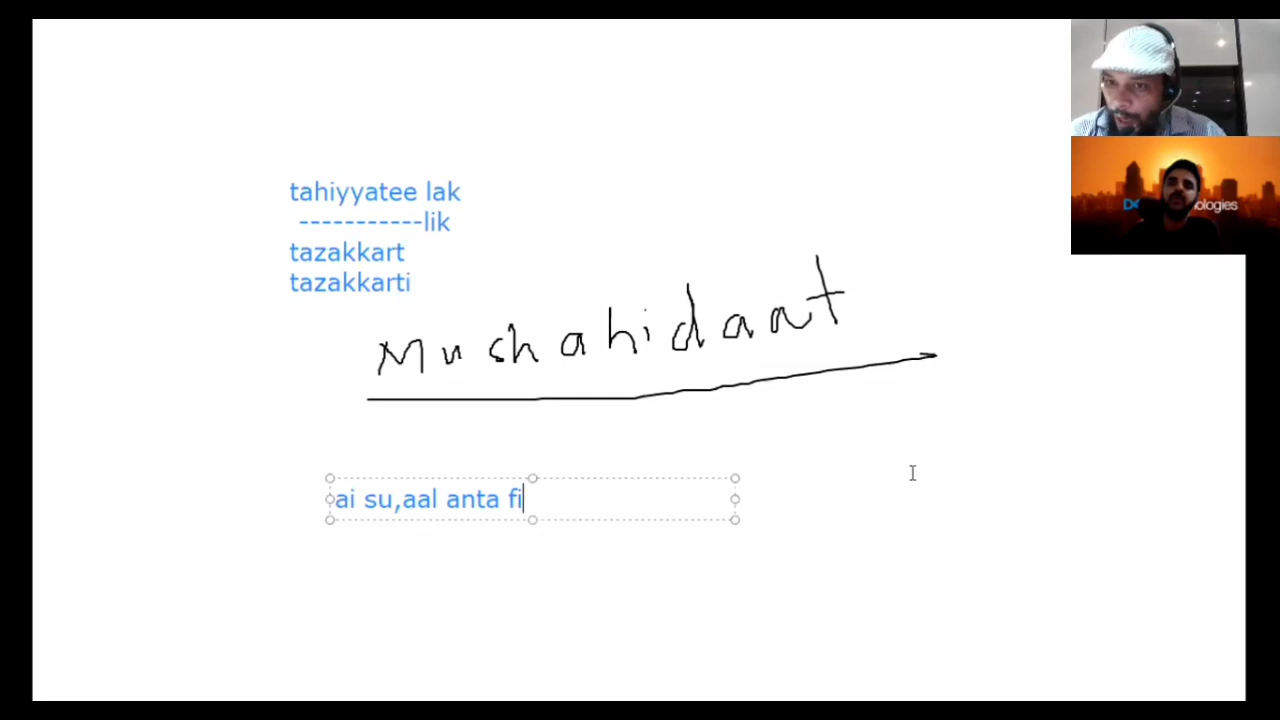 tahiyyatee lak
-----------lik
tazakkart
tazakkarti
Mushahidaat
ai su,aal anta fi